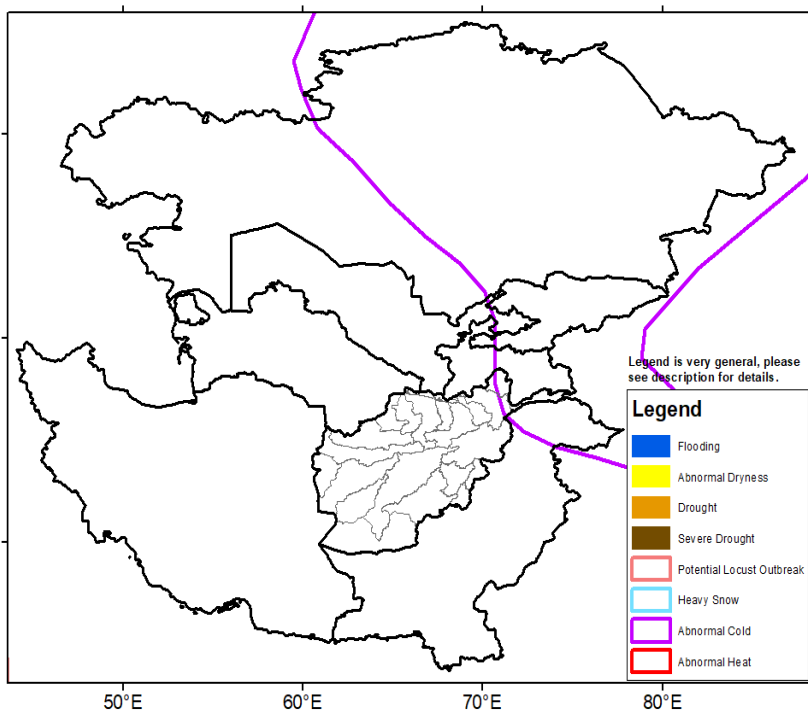 Legend is very general, please
see description for details.
Legend
Flooding
Abnormal Dryness
Drought
Severe Drought
Potential Locust Outbreak
Heavy Snow
Abnormal Cold
Abnormal Heat
50°E 60°E 70°E 80°E